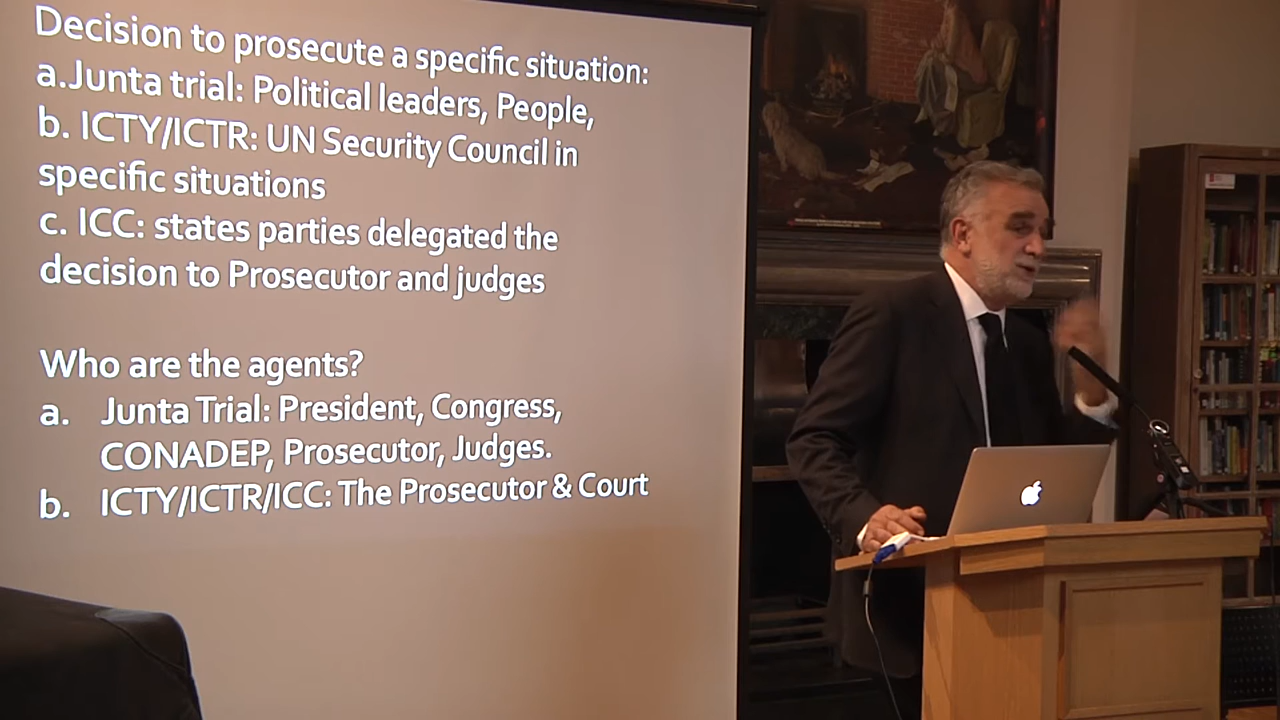 Decision to prosecute a specific situation:
a.Junta trial: Political leaders, People,
b. ICTY/ICTR: UN Security Council in
specific situations
c. ICC: states parties delegated the
decision to Prosecutor and judges
Who are the agents?
a. Junta Trial: President, Congress,
CONADEP, Prosecutor, Judges.
b. ICTY/ICTR/ICC: The Prosecutor & Court